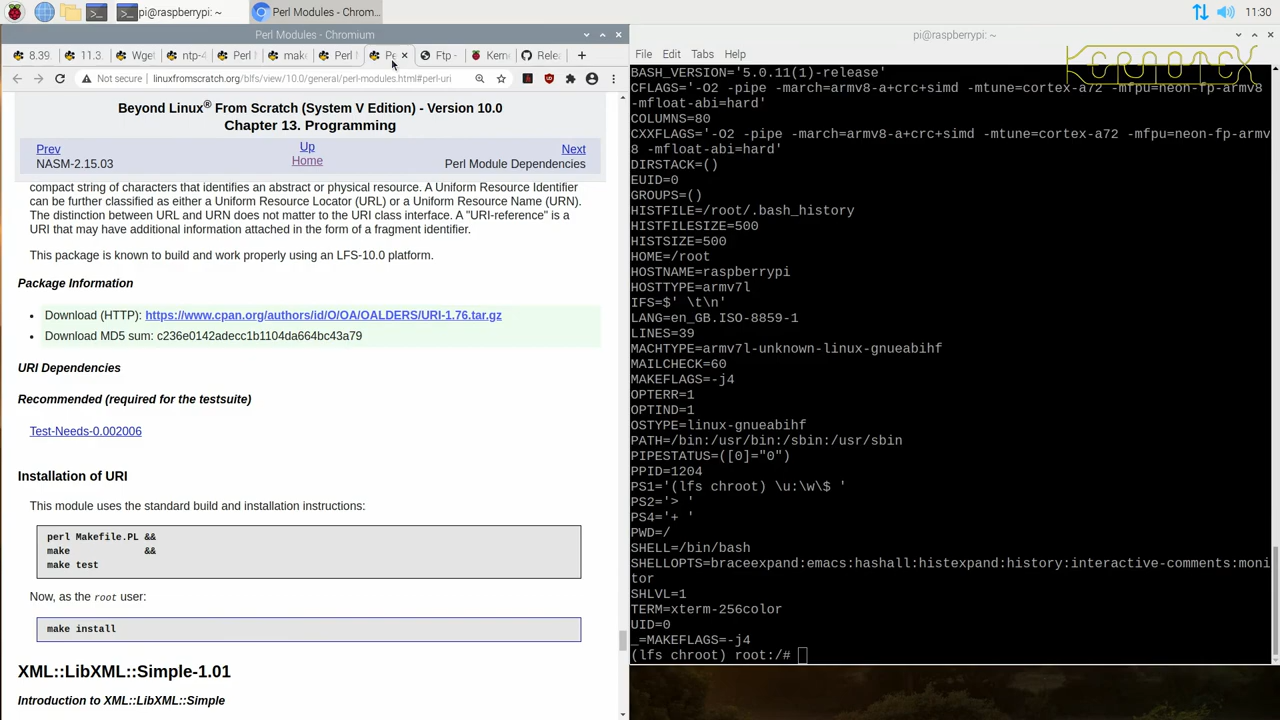 pi@raspberrypi: ~
Perl Modules - Chrom...
11:30
Perl Modules - Chromium
8.39
11.3
Wget
ntp-4
Perl
make
Perl
Pe
Ftp -
Kern
Relea
Not secure
linuxfromscratch.org/blfs/view/10.0/general/perl-modules.html#perl-uri
Beyond Linux® From Scratch (System V Edition) - Version 10.0
Chapter 13. Programming
Prev
Up
Next
NASM-2.15.03
Home
Perl Module Dependencies
compact string of characters that identifies an abstract or physical resource. A Uniform Resource Identifier
can be further classified as either a Uniform Resource Locator (URL) or a Uniform Resource Name (URN).
The distinction between URL and URN does not matter to the URI class interface. A "URI-reference" is a
URI that may have additional information attached in the form of a fragment identifier.
This package is known to build and work properly using an LFS-10.0 platform.
Package Information
Download (HTTP): https://www.cpan.org/authors/id/O/OA/OALDERS/URI-1.76.tar.gz
Download MD5 sum: c236e0142adecc1b1104da664bc43a79
URI Dependencies
Recommended (required for the testsuite)
Test-Needs-0.002006
Installation of URI
This module uses the standard build and installation instructions:
perl Makefile.PL &&
make             &&
make test
Now, as the root user:
make install
XML::LibXML::Simple-1.01
Introduction to XML::LibXML::Simple
pi@raspberrypi: ~
File Edit Tabs Help
KERNOTEX
BASH_VERSION='5.0.11(1)-release'
CFLAGS='-O2 -pipe -march=armv8-a+crc+simd -mtune=cortex-a72 -mfpu=neon-fp-armv8
-mfloat-abi=hard'
COLUMNS=80
CXXFLAGS='-O2 -pipe -march=armv8-a+crc+simd -mtune=cortex-a72 -mfpu=neon-fp-armv
8 -mfloat-abi=hard'
DIRSTACK=()
EUID=0
GROUPS=()
HISTFILE=/root/.bash_history
HISTFILESIZE=500
HISTSIZE=500
HOME=/root
HOSTNAME=raspberrypi
HOSTTYPE=armv7l
IFS=$' \t\n'
LANG=en_GB.ISO-8859-1
LINES=39
MACHTYPE=armv7l-unknown-linux-gnueabihf
MAILCHECK=60
MAKEFLAGS=-j4
OPTERR=1
OPTIND=1
OSTYPE=linux-gnueabihf
PATH=/bin:/usr/bin:/sbin:/usr/sbin
PIPESTATUS=([0]="0")
PPID=1204
PS1='(lfs chroot) \u:\w\$ '
PS2='> '
PS4='+ '
PWD=/
SHELL=/bin/bash
SHELLOPTS=braceexpand:emacs:hashall:histexpand:history:interactive-comments:moni
tor
SHLVL=1
TERM=xterm-256color
UID=0
_=MAKEFLAGS=-j4
(lfs chroot) root:/#